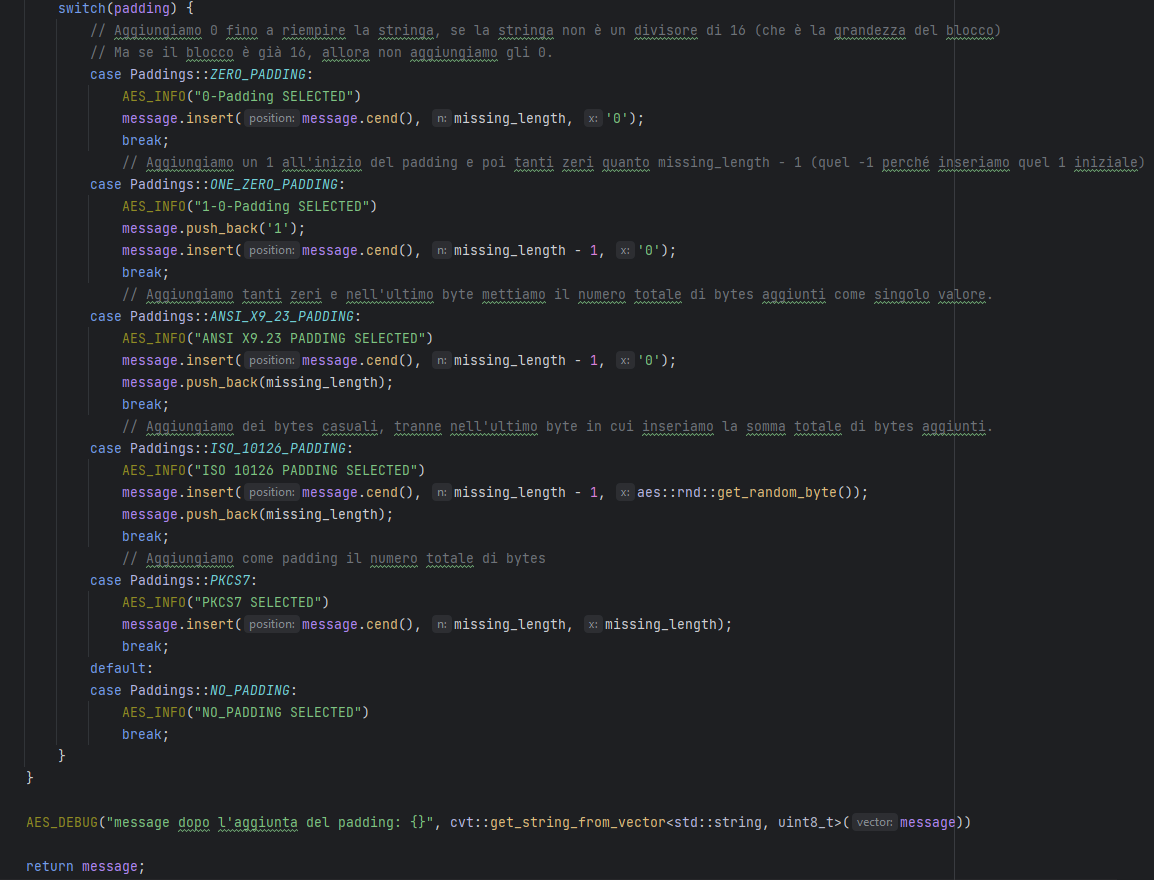 switch(padding) {
// Aggiungiamo 0 fino a riempire la stringa, se la stringa non è un divisore di 16 (che è la grandezza del blocco)
// Ma se il blocco è già 16, allora non aggiungiamo gli 0.
case Paddings::ZERO_PADDING:
AES_INFO("0-Padding SELECTED")
message.insert( position: message.cend(), n: missing_length, x: '0');
break;
// Aggiungiamo un 1 all'inizio del padding e poi tanti zeri quanto missing_length - 1 (quel -1 perché inseriamo quel 1 iniziale)
case Paddings::ONE_ZERO_PADDING:
AES_INFO("1-0-Padding SELECTED")
message.push_back('1');
message.insert( position: message.cend(), n: missing_length - 1, x: '0');
break;
// Aggiungiamo tanti zeri e nell'ultimo byte mettiamo il numero totale di bytes aggiunti come singolo valore.
case Paddings::ANSI_X9_23_PADDING:
AES_INFO("ANSI X9.23 PADDING SELECTED")
message.insert( position: message.cend(), n: missing_length - 1, x: '0');
message.push_back(missing_length);
break;
// Aggiungiamo dei bytes casuali, tranne nell'ultimo byte in cui inseriamo la somma totale di bytes aggiunti.
case Paddings::ISO_10126_PADDING:
AES_INFO("ISO 10126 PADDING SELECTED")
message.insert( position: message.cend(), n: missing_length - 1, x: aes::rnd::get_random_byte());
message.push_back(missing_length);
break;
// Aggiungiamo come padding il numero totale di bytes
case Paddings::PKCS7:
AES_INFO("PKCS7 SELECTED")
message.insert( position: message.cend(), n: missing_length, x: missing_length);
break;
default:
case Paddings::NO_PADDING:
AES_INFO("NO_PADDING SELECTED")
break;
}
}
AES_DEBUG("message dopo l'aggiunta del padding: {}", cvt::get_string_from_vector<std::string, uint8_t>( vector: message))
return message;